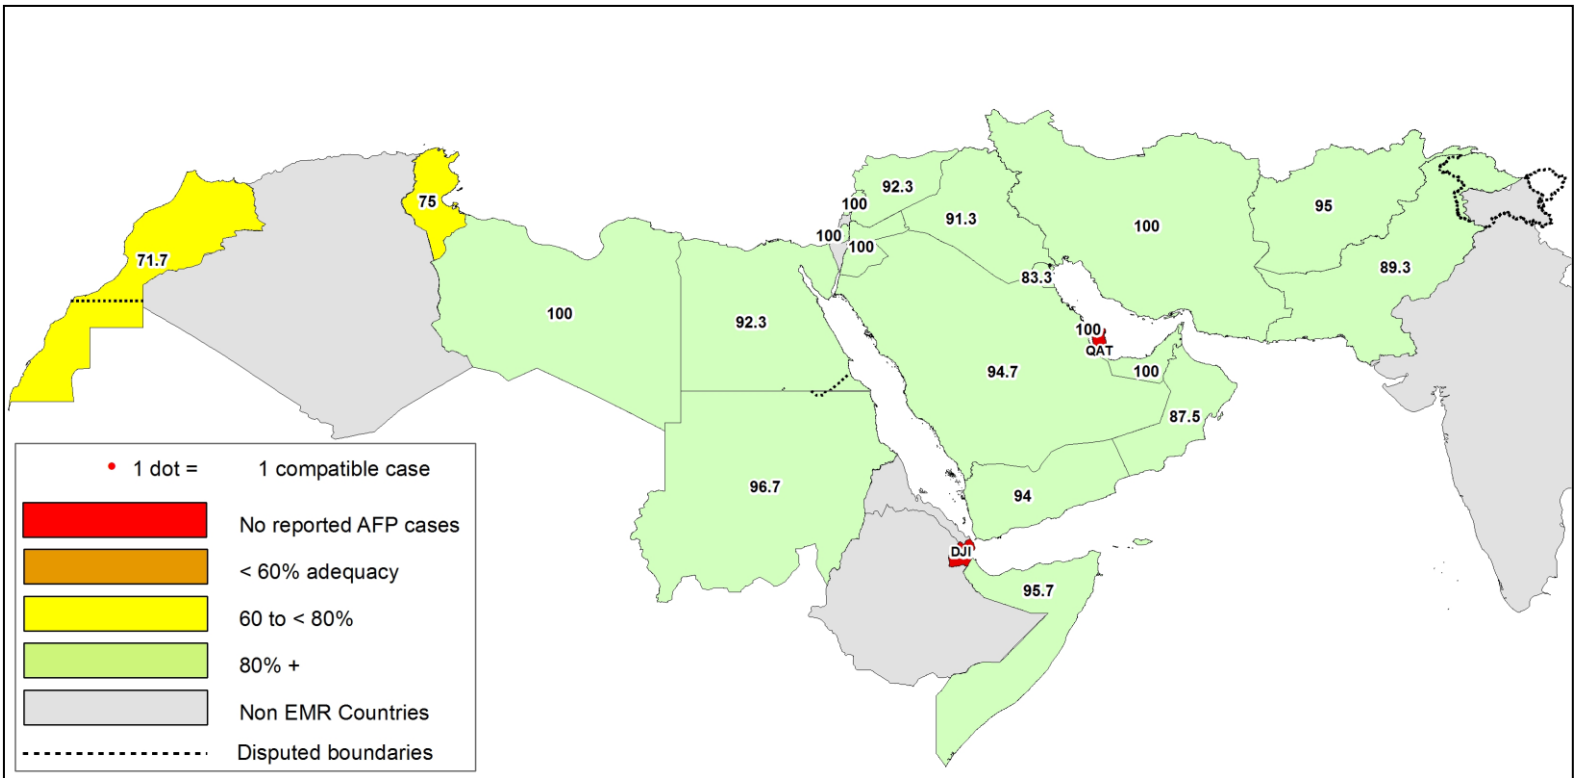 92.3
100
91.3
95
75
100
100
100
100
71.7
89.3
83.3
100
92.3
100
QAT
94.7
100
87.5
96.7
94
DJI
95.7
1 dot = 1 compatible case
No reported AFP cases
< 60% adequacy
60 to < 80%
80% +
Non EMR Countries
Disputed boundaries